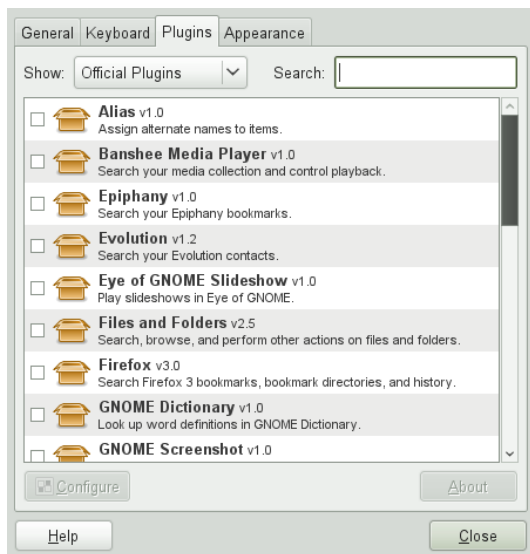 General Keyboard Plugins Appearance
Show: Official Plugins Search:
Alias v1.0
Assign alternate names to items.
Banshee Media Player v1.0
Search your media collection and control playback.
Epiphany v1.0
Search your Epiphany bookmarks.
Evolution v1.2
Search your Evolution contacts.
Eye of GNOME Slideshow v1.0
Play slideshows in Eye of GNOME.
Files and Folders v2.5
Search, browse, and perform other actions on files and folders.
Firefox v3.0
Search Firefox 3 bookmarks, bookmark directories, and history.
GNOME Dictionary v1.0
Look up word definitions in GNOME Dictionary.
GNOME Screenshot v1.0
Configure About
Help Close